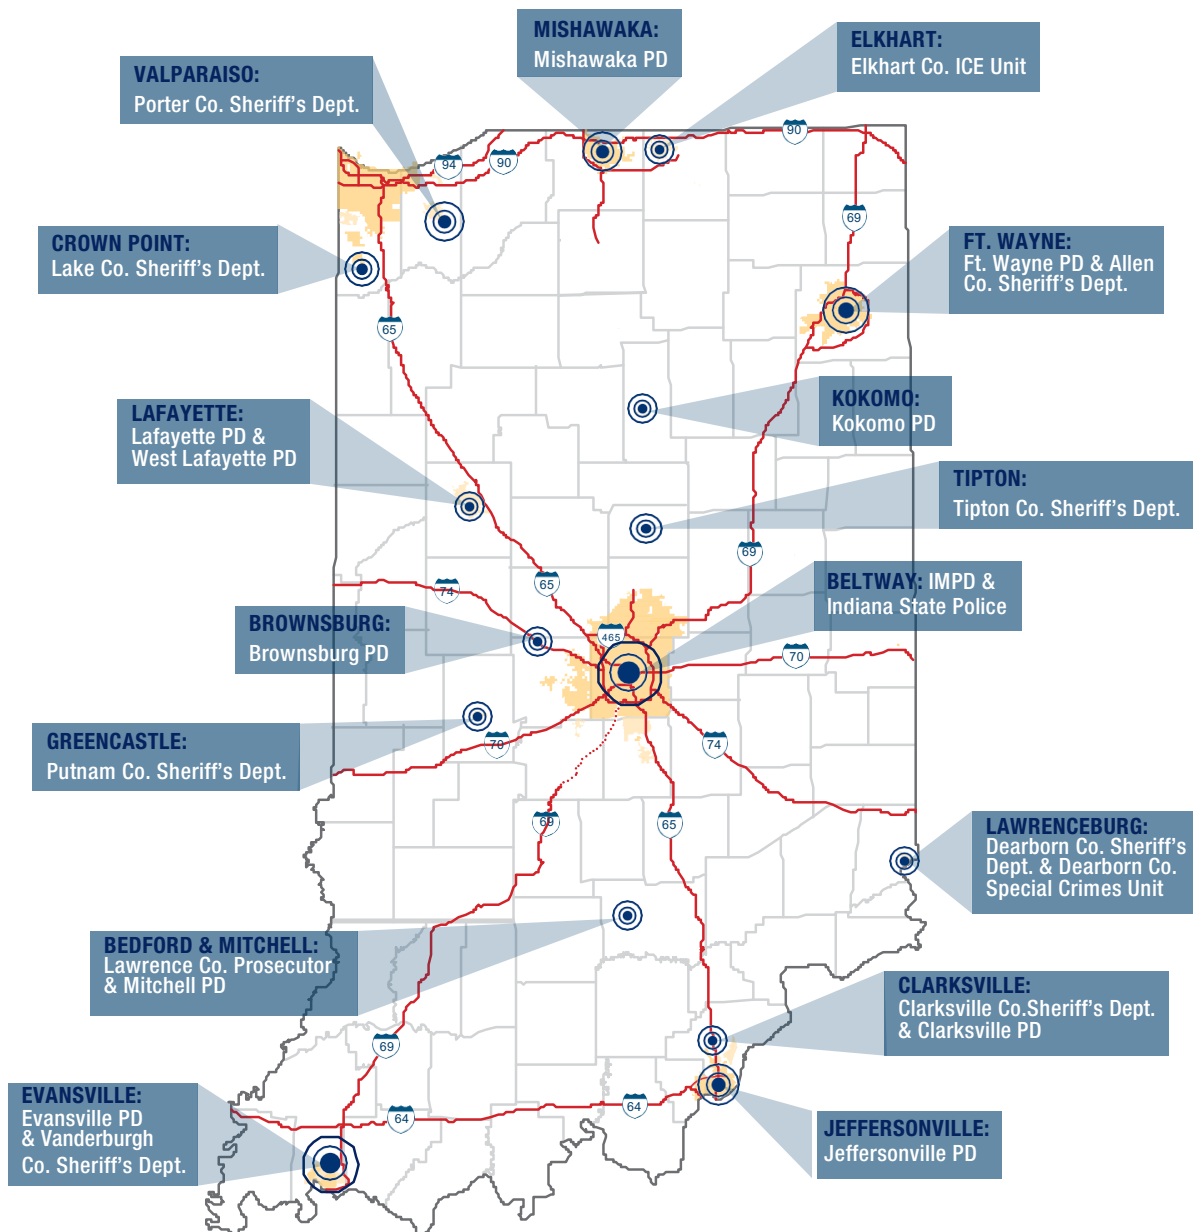 MISHAWAKA:
Mishawaka PD
ELKHART:
Elkhart Co. ICE Unit
VALPARAISO:
Porter Co. Sheriff's Dept.
90
94
90
69
CROWN POINT:
Lake Co. Sheriff's Dept.
FT. WAYNE:
Ft. Wayne PD & Allen
Co. Sheriff's Dept.
65
KOKOMO:
Kokomo PD
LAFAYETTE:
Lafayette PD &
West Lafayette PD
TIPTON:
Tipton Co. Sheriff's Dept.
69
65
74
BELTWAY: IMPD &
Indiana State Police
BROWNSBURG:
Brownsburg PD
465
70
GREENCASTLE:
Putnam Co. Sheriff's Dept.
70
74
69
65
LAWRENCEBURG:
Dearborn Co. Sheriff's
Dept. & Dearborn Co.
Special Crimes Unit
BEDFORD & MITCHELL:
Lawrence Co. Prosecutor
& Mitchell PD
CLARKSVILLE:
Clarksville Co.Sheriff's Dept.
& Clarksville PD
69
EVANSVILLE:
Evansville PD
& Vanderburgh
Co. Sheriff's Dept.
64
64
JEFFERSONVILLE:
Jeffersonville PD